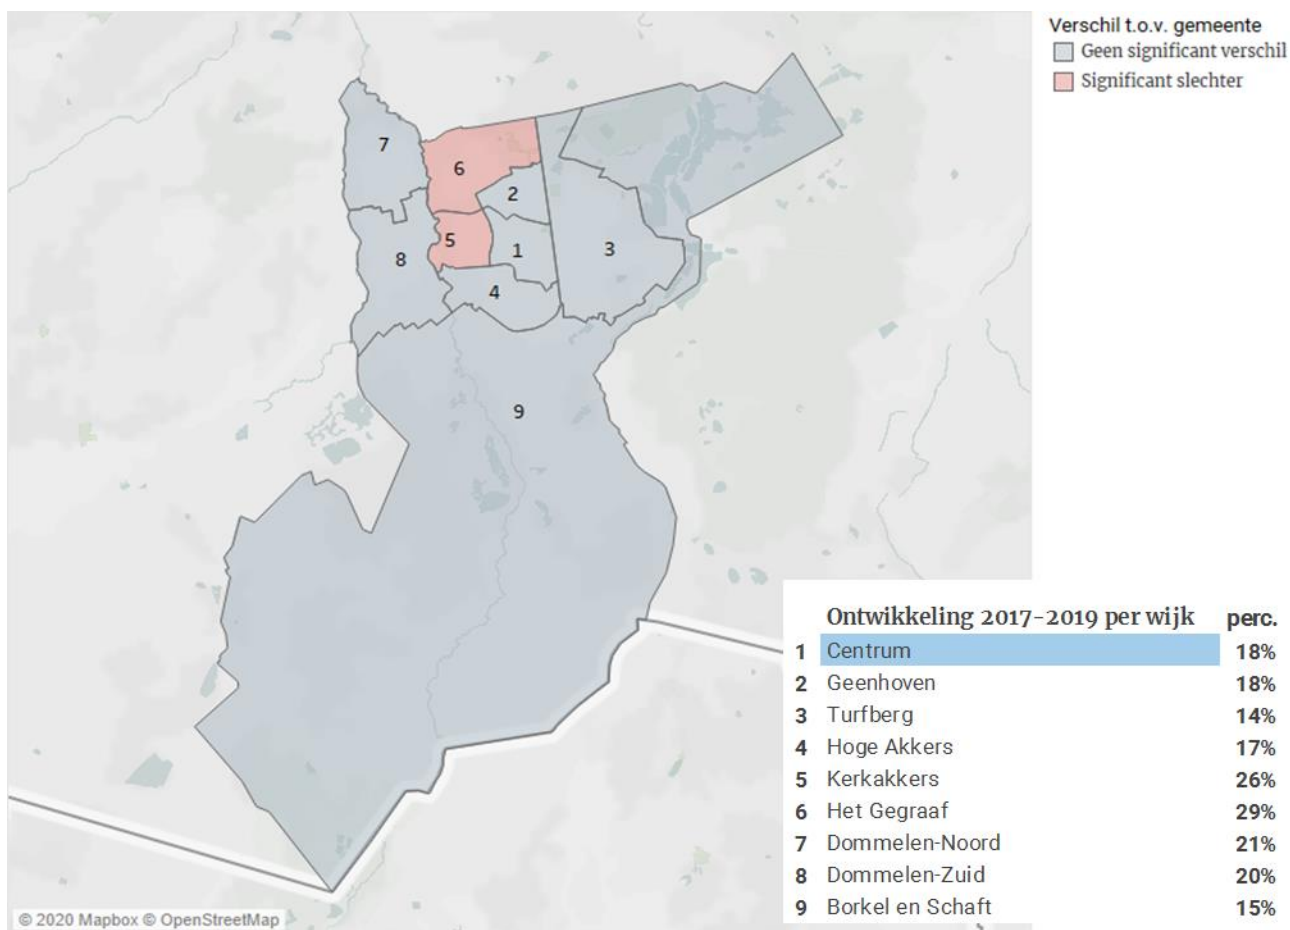 Verschil t.o.v. gemeente
Geen significant verschil
Significant slechter
7
6
2
5
1
3
8
4
9
Ontwikkeling 2017-2019 per wijk perc.
1 Centrum 18%
2 Geenhoven 18%
3 Turfberg 14%
4 Hoge Akkers 17%
5 Kerkakkers 26%
6 Het Gegraaf 29%
7 Dommelen-Noord 21%
8 Dommelen-Zuid 20%
9 Borkel en Schaft 15%
© 2020 Mapbox © OpenStreetMap